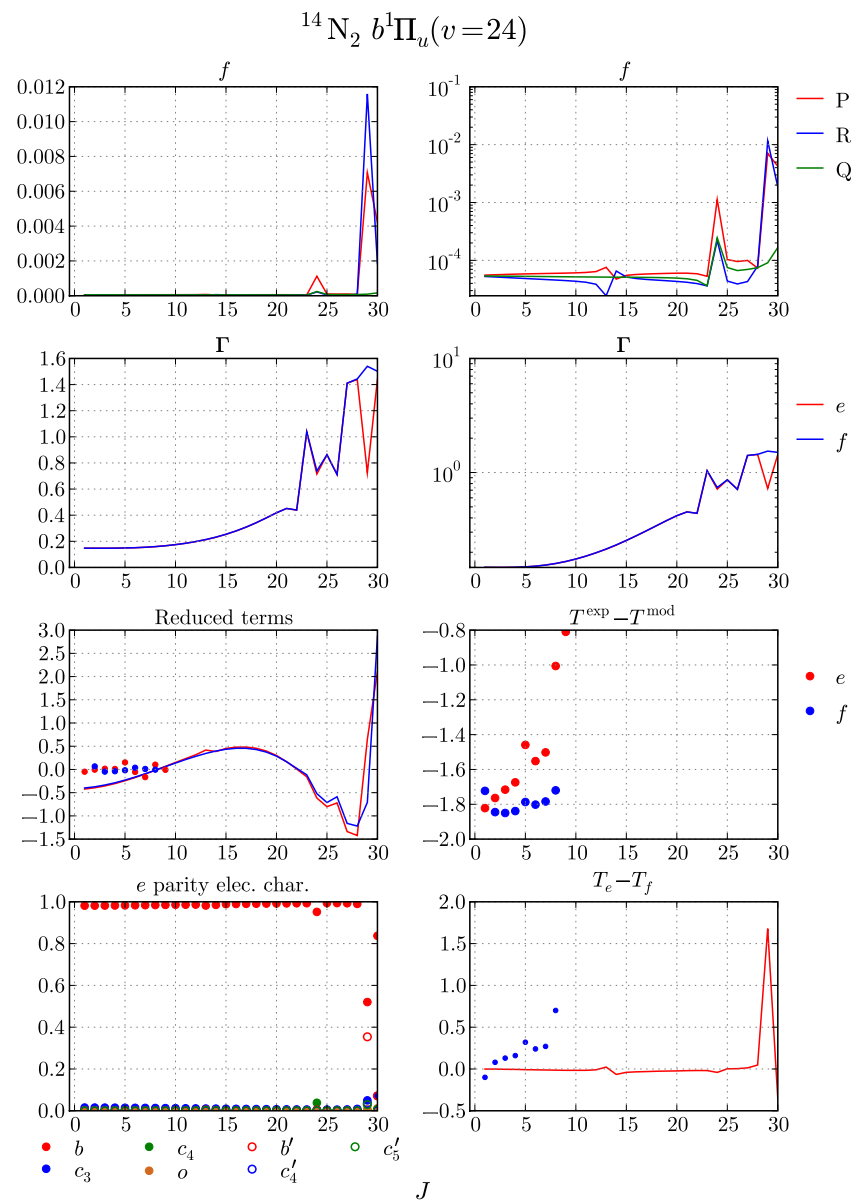 ¹⁴N₂ b¹Πᵤ(v=24)
f
0.012
0.010
0.008
0.006
0.004
0.002
0.000
0 5 10 15 20 25 30
f
10⁻¹
10⁻²
10⁻³
10⁻⁴
0 5 10 15 20 25 30
P
R
Q
Γ
1.6
1.4
1.2
1.0
0.8
0.6
0.4
0.2
0.0
0 5 10 15 20 25 30
Γ
10¹
10⁰
0 5 10 15 20 25 30
e
f
Reduced terms
3.0
2.5
2.0
1.5
1.0
0.5
0.0
−0.5
−1.0
−1.5
0 5 10 15 20 25 30
Tᵉˣᵖ−Tᵐᵒᵈ
−0.8
−1.0
−1.2
−1.4
−1.6
−1.8
−2.0
0 5 10 15 20 25 30
e
f
e parity elec. char.
1.0
0.8
0.6
0.4
0.2
0.0
0 5 10 15 20 25 30
T_e−T_f
2.0
1.5
1.0
0.5
0.0
−0.5
0 5 10 15 20 25 30
b c₄ b′ c′₅
c₃ o c′₄
J